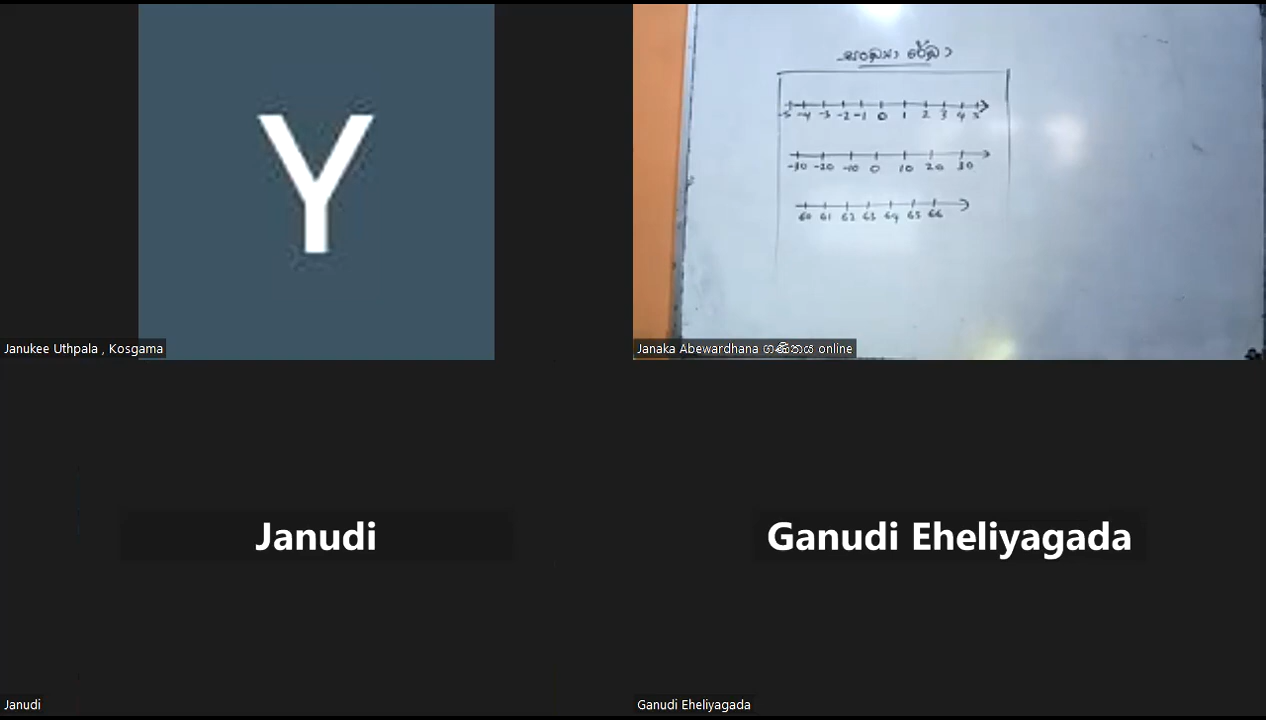 Y
Janukee Uthpala , Kosgama
සංඛ්‍යා රේඛා
-5 -4 -3 -2 -1 0 1 2 3 4 5
-30 -20 -10 0 10 20 30
60 61 62 63 64 65 66
Janaka Abewardhana ගණිතය online
Janudi
Ganudi Eheliyagada
Janudi
Ganudi Eheliyagada